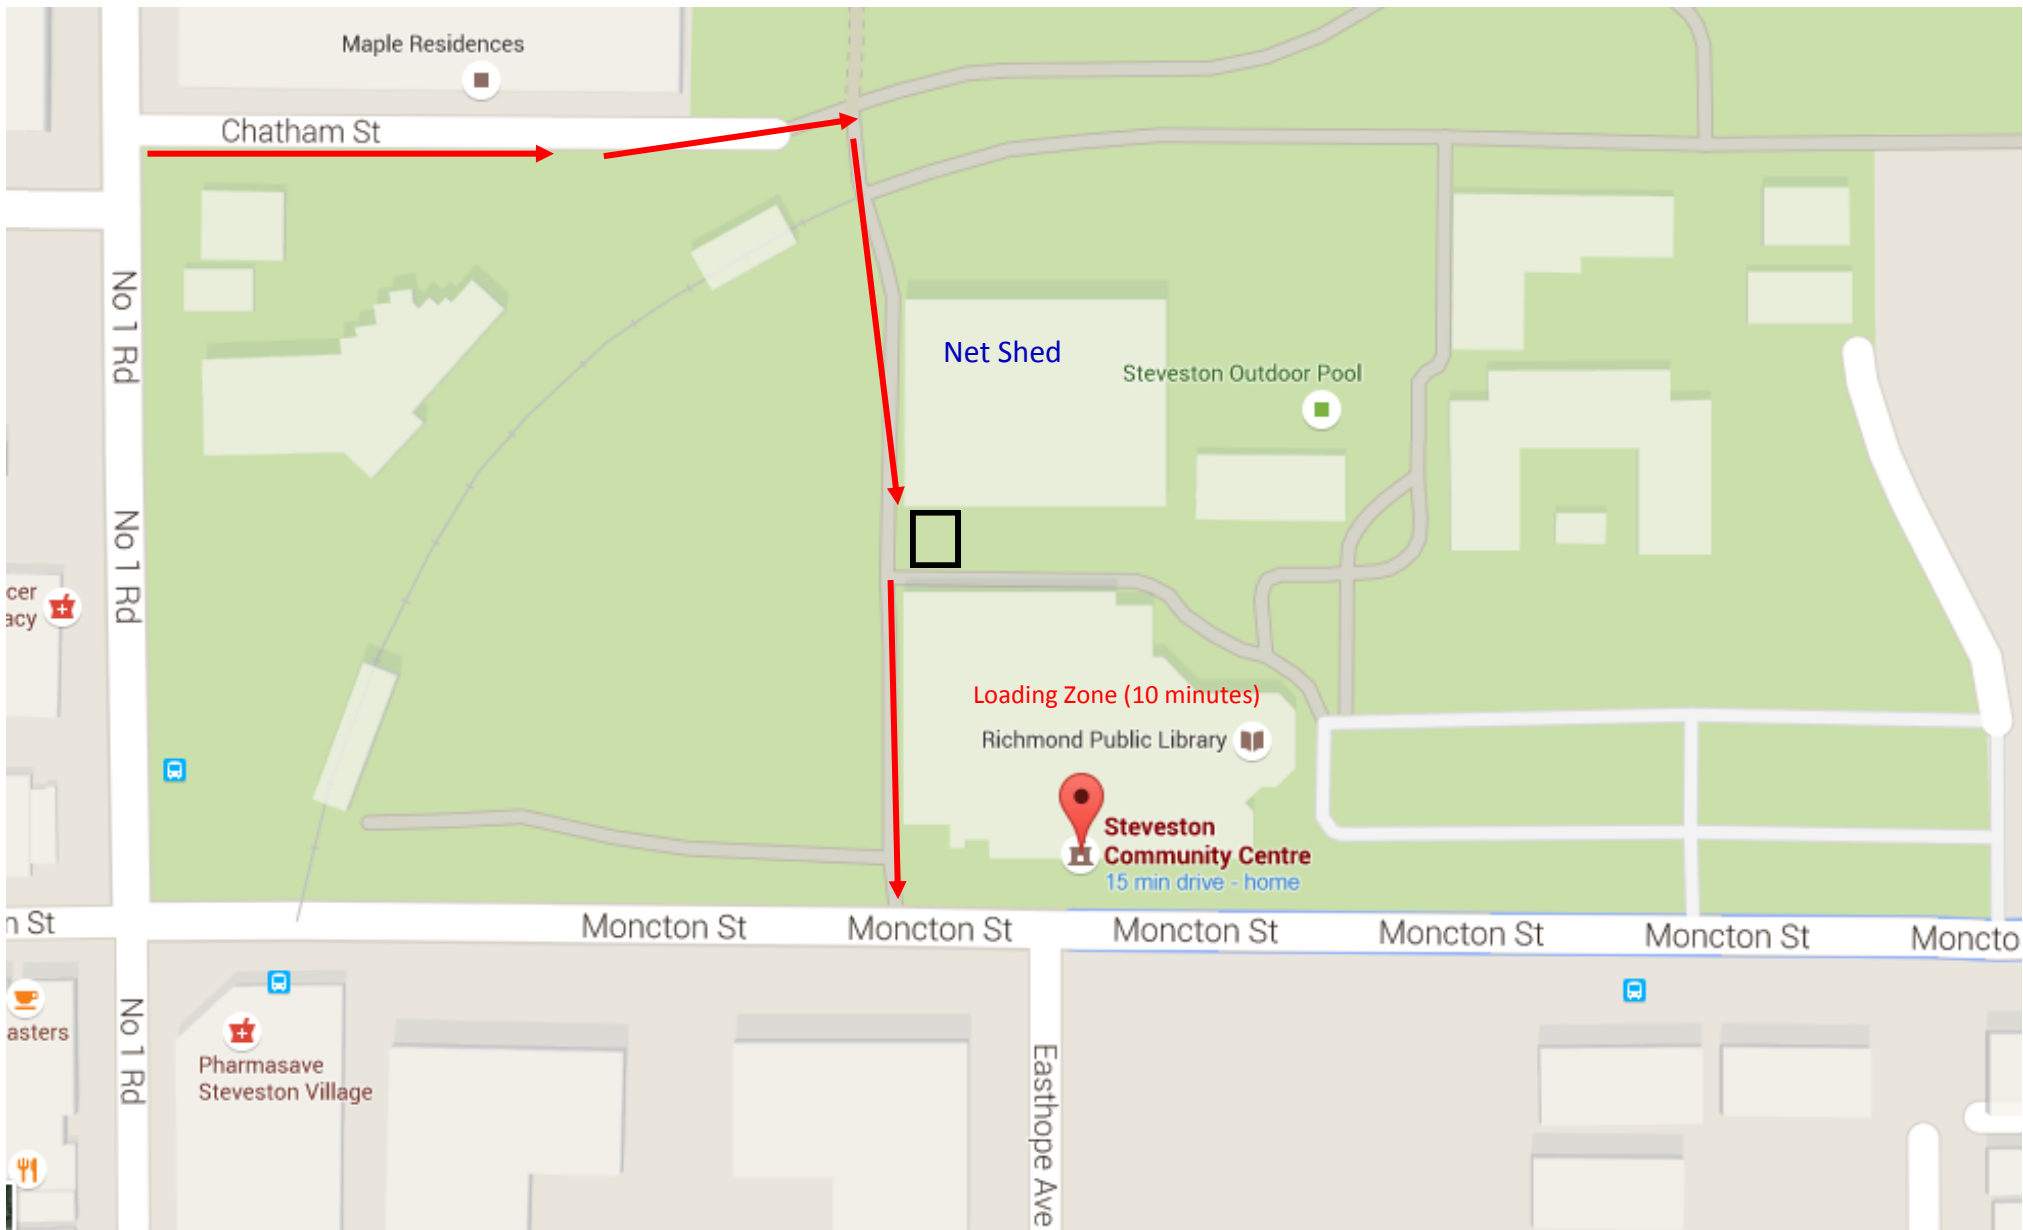 Maple Residences
Chatham St
No 1 Rd
Net Shed
Steveston Outdoor Pool
No 1 Rd
cer
acy
Loading Zone (10 minutes)
Richmond Public Library
Steveston
Community Centre
15 min drive - home
n St
Moncton St
Moncton St
Moncton St
Moncton St
Moncton St
Moncto
No 1 Rd
asters
Pharmasave
Steveston Village
Easthope Ave